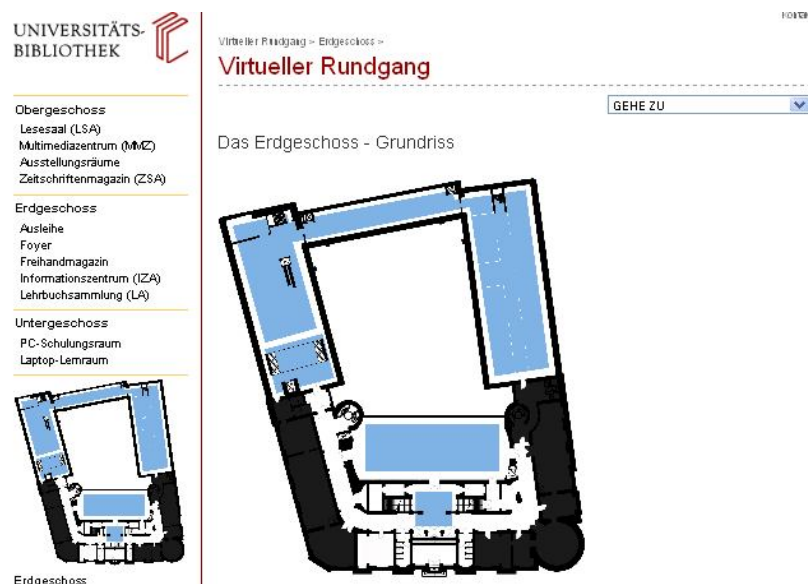 UNIVERSITÄTS-
BIBLIOTHEK
Virtueller Rundgang > Erdgeschoss >
Virtueller Rundgang
GEHE ZU
Obergeschoss
Lesesaal (LSA)
Multimediazentrum (MMZ)
Ausstellungsräume
Zeitschriftenmagazin (ZSA)
Erdgeschoss
Ausleihe
Foyer
Freihandmagazin
Informationszentrum (IZA)
Lehrbuchsammlung (LA)
Untergeschoss
PC-Schulungsraum
Laptop-Lernraum
Erdgeschoss
Das Erdgeschoss - Grundriss